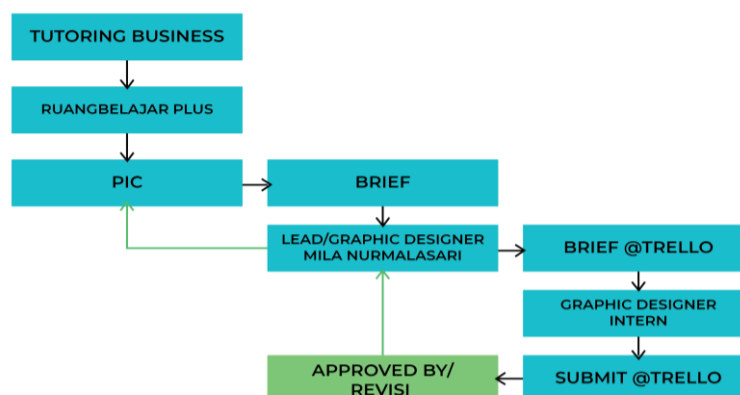 TUTORING BUSINESS
RUANGBELAJAR PLUS
PIC
BRIEF
LEAD/GRAPHIC DESIGNER
MILA NURMALASARI
BRIEF @TRELLO
GRAPHIC DESIGNER
INTERN
SUBMIT @TRELLO
APPROVED BY/
REVISI